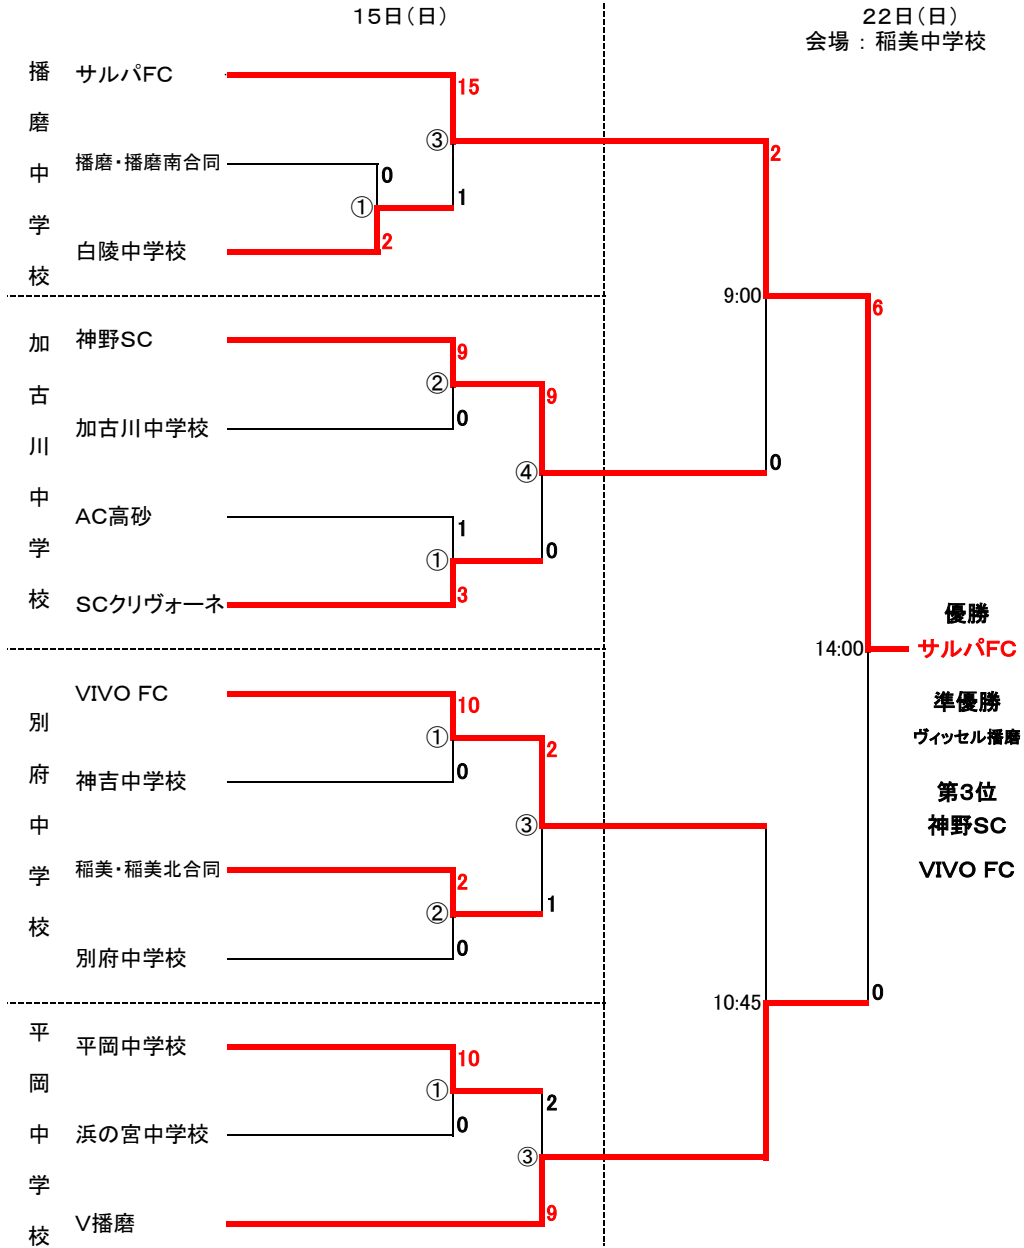 15日(日)
22日(日)
会場 : 稲美中学校
播磨中学校
サルパFC
15
③
2
播磨・播磨南合同
0
①
1
白陵中学校
2
9:00
6
加古川中学校
神野SC
9
②
9
加古川中学校
0
④
0
AC高砂
1
①
0
SCクリヴォーネ
3
優勝
14:00
サルパFC
準優勝
ヴィッセル播磨
第3位
神野SC
VIVO FC
別府中学校
VIVO FC
10
①
2
神吉中学校
0
③
稲美・稲美北合同
2
②
1
別府中学校
0
10:45
0
平岡中学校
平岡中学校
10
①
2
浜の宮中学校
0
③
V播磨
9